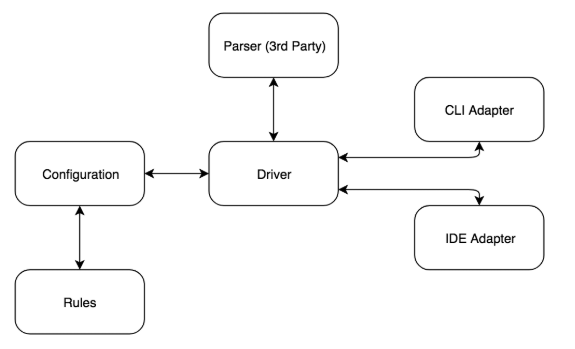 Parser (3rd Party)
CLI Adapter
Configuration
Driver
IDE Adapter
Rules